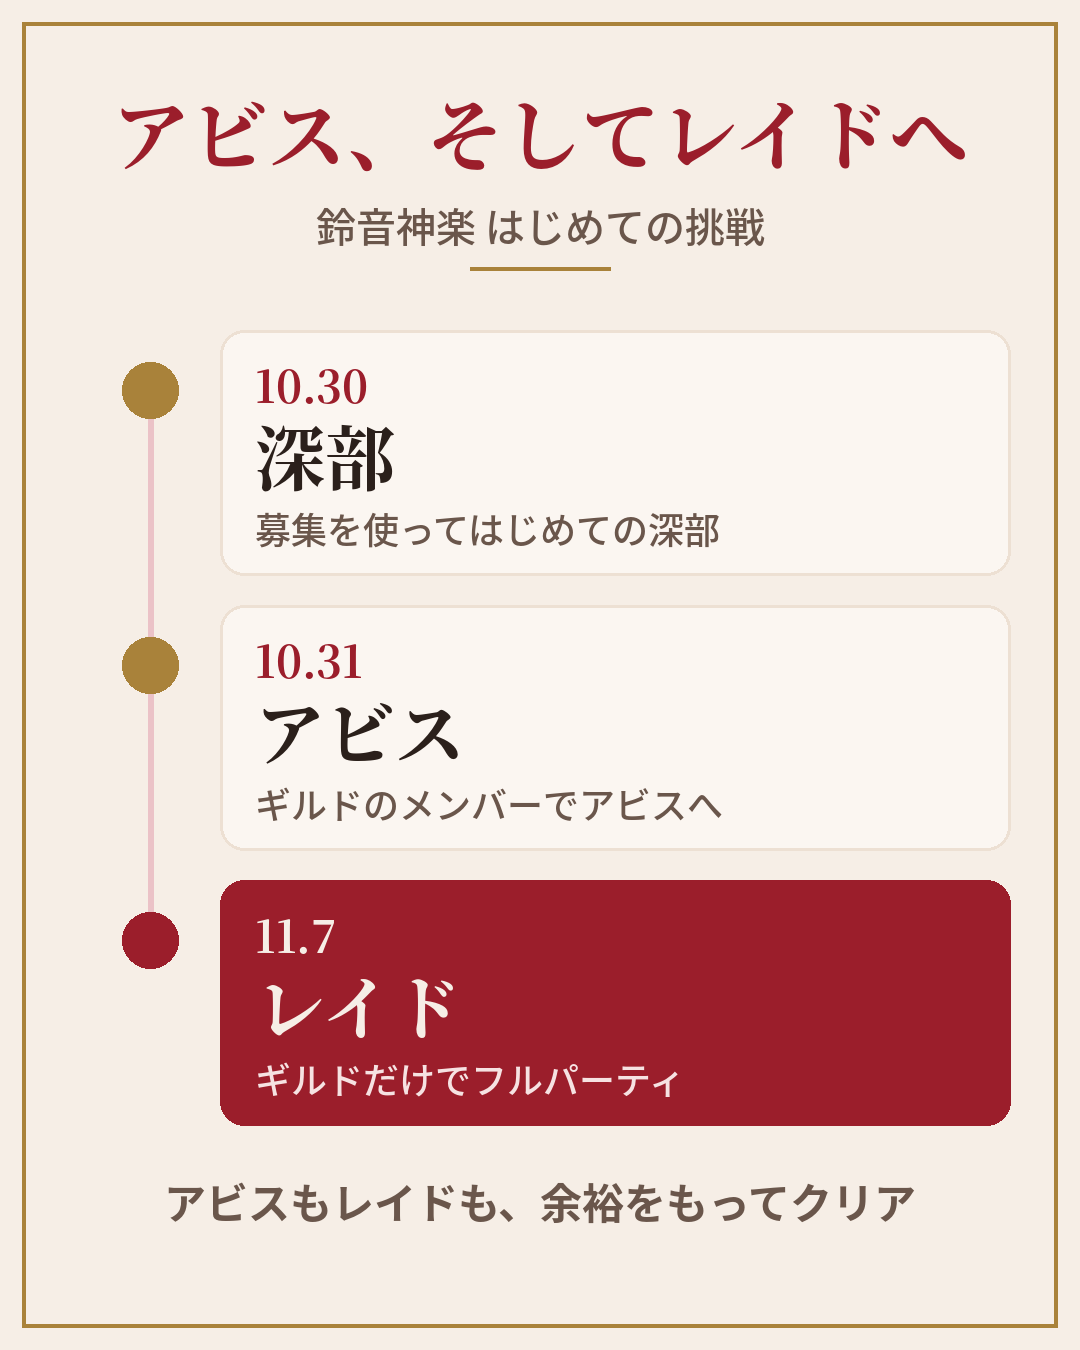 アビス、そしてレイドへ
鈴音神楽 はじめての挑戦
10.30
深部
募集を使ってはじめての深部
10.31
アビス
ギルドのメンバーでアビスへ
11.7
レイド
ギルドだけでフルパーティ
アビスもレイドも、余裕をもってクリア